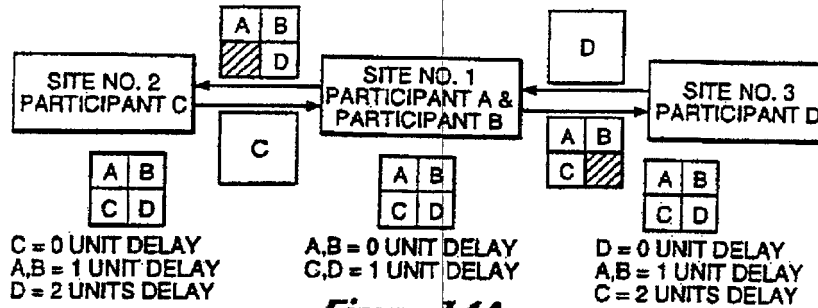 A B
D
D
SITE NO. 2
PARTICIPANT C
SITE NO. 1
PARTICIPANT A &
PARTICIPANT B
SITE NO. 3
PARTICIPANT D
C
A B
C
A B
C D
A B
C D
A B
C D
C = 0 UNIT DELAY
A,B = 1 UNIT DELAY
D = 2 UNITS DELAY
A,B = 0 UNIT DELAY
C,D = 1 UNIT DELAY
D = 0 UNIT DELAY
A,B = 1 UNIT DELAY
C = 2 UNITS DELAY